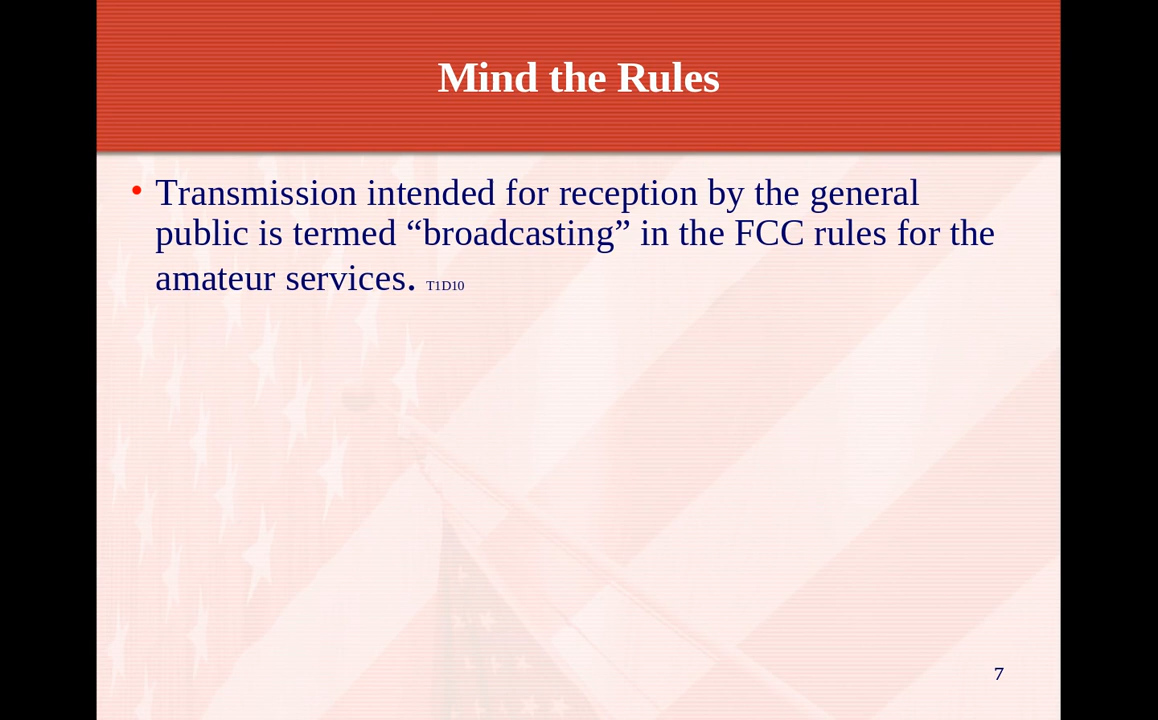 Mind the Rules
• Transmission intended for reception by the general
public is termed “broadcasting” in the FCC rules for the
amateur services. T1D10
7